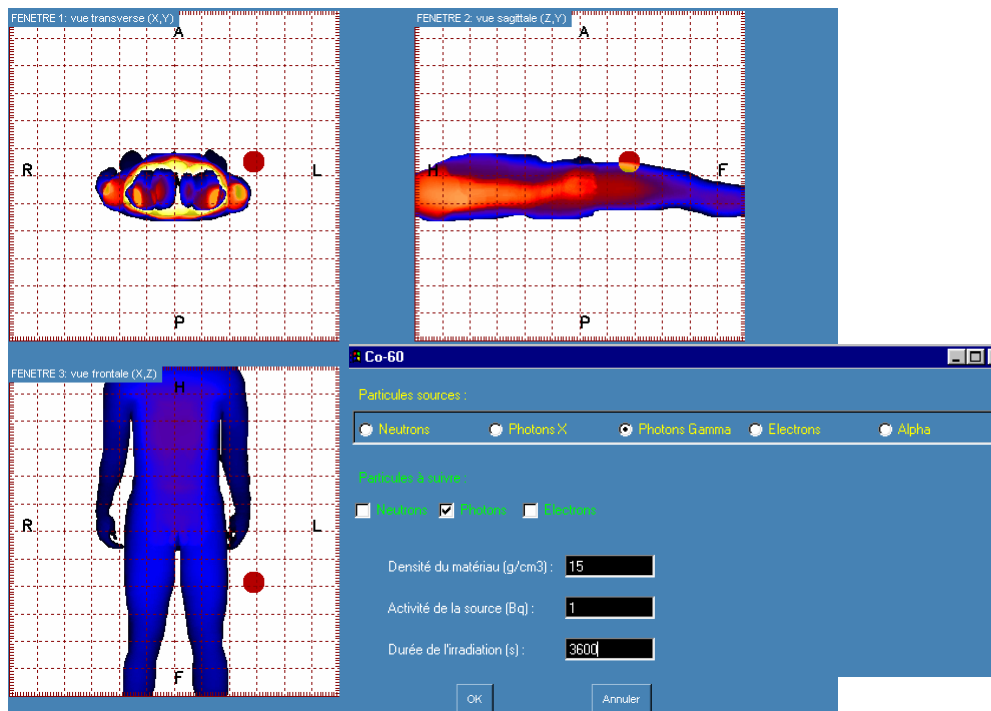 FENETRE 1: vue transverse (X,Y)
A
R
L
P
FENETRE 2: vue sagittale (Z,Y)
A
H
F
P
FENETRE 3: vue frontale (X,Z)
H
R
L
F
Co-60
Particules sources :
Neutrons Photons X Photons Gamma Electrons Alpha
Particules à suivre :
Neutrons Photons Electrons
Densité du matériau (g/cm3) : 15
Activité de la source (Bq) : 1
Durée de l'irradiation (s) : 3600
OK Annuler